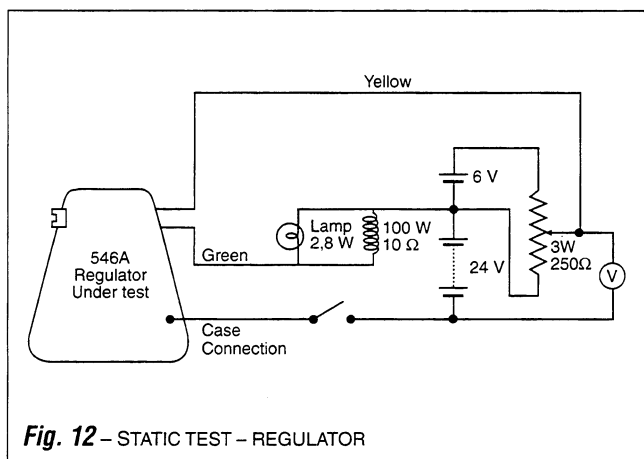 Yellow
6 V
Lamp
2,8 W
100 W
10 Ω
3W
250Ω
24 V
V
546A
Regulator
Under test
Green
Case
Connection
Fig. 12 – STATIC TEST – REGULATOR